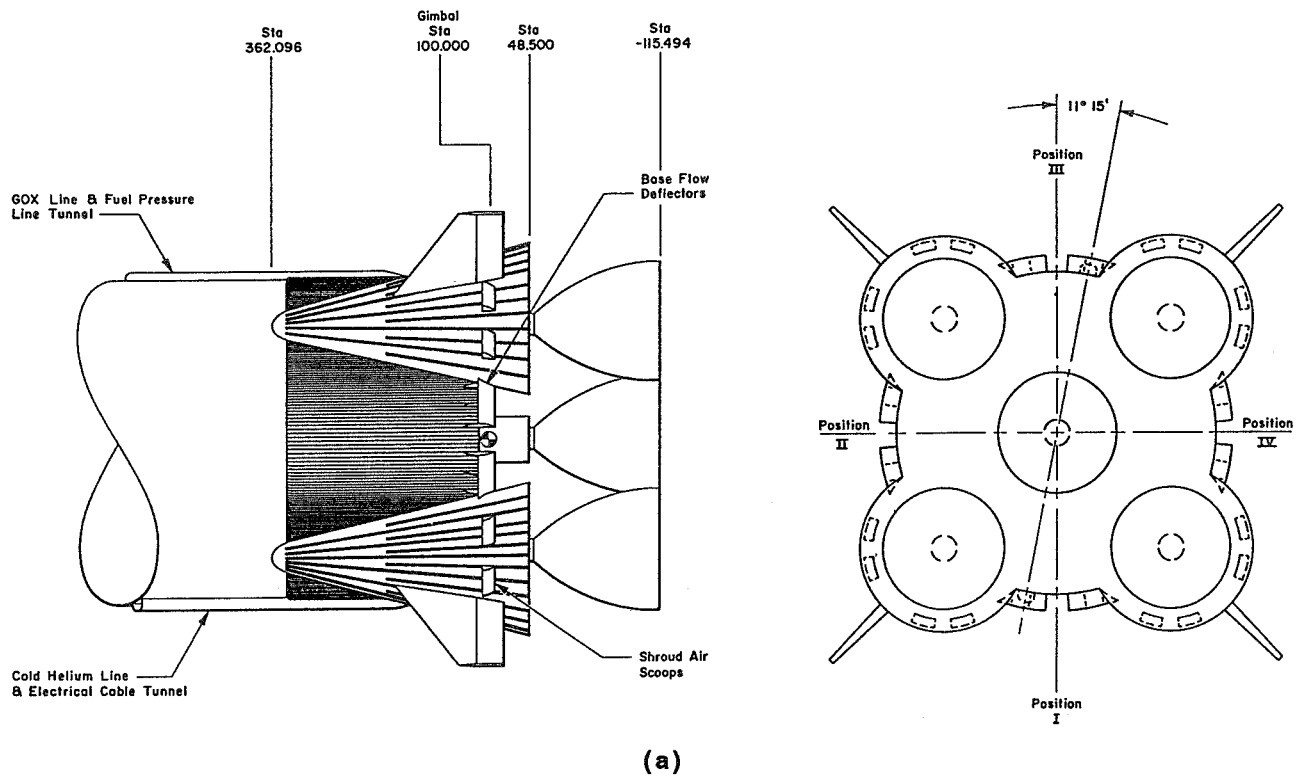 Sta
362.096
Gimbal
Sta
100.000
Sta
48.500
Sta
-115.494
GOX Line & Fuel Pressure
Line Tunnel
Base Flow
Deflectors
Cold Helium Line
& Electrical Cable Tunnel
Shroud Air
Scoops
11° 15'
Position
III
Position
II
Position
IV
Position
I
(a)